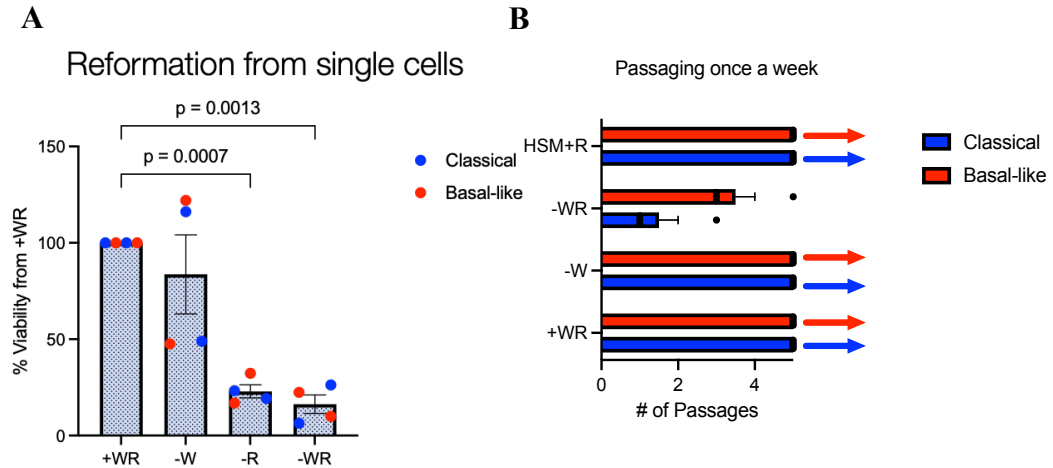 A
Reformation from single cells
p = 0.0013
p = 0.0007
% Viability from +WR
150
100
50
0
+WR
-W
-R
-WR
Classical
Basal-like
B
Passaging once a week
HSM+R
-WR
-W
+WR
0
2
4
# of Passages
Classical
Basal-like